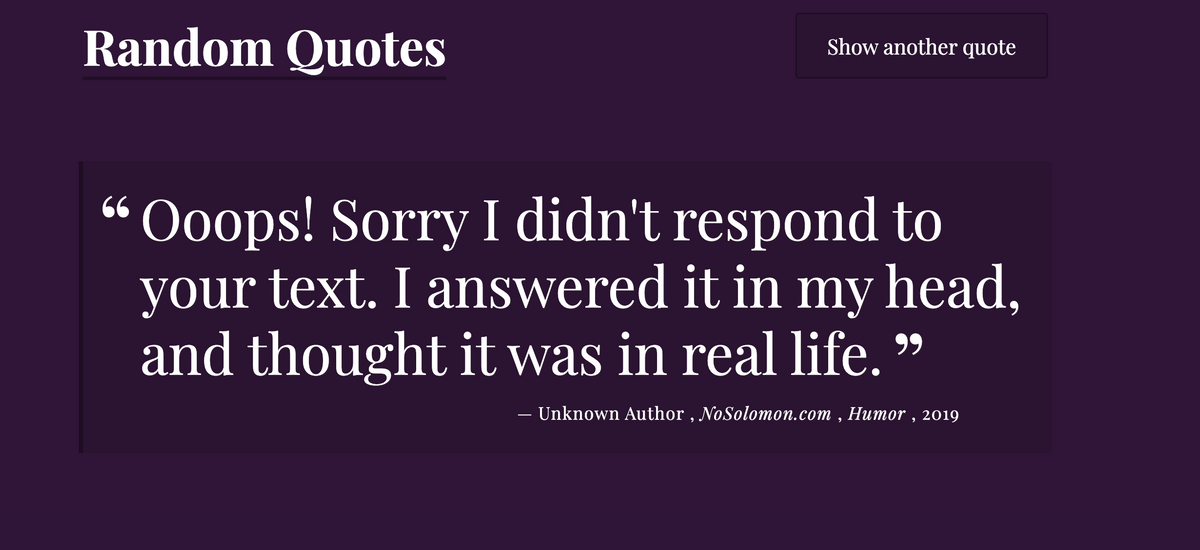 Random Quotes
Show another quote
“ Ooops! Sorry I didn't respond to
your text. I answered it in my head,
and thought it was in real life. ”
— Unknown Author , NoSolomon.com , Humor , 2019